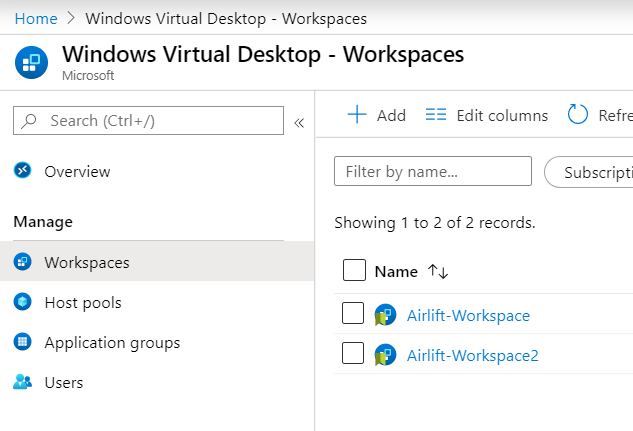 Home > Windows Virtual Desktop - Workspaces
Windows Virtual Desktop - Workspaces
Microsoft
Search (Ctrl+/)
«
Overview
Manage
Workspaces
Host pools
Application groups
Users
+ Add
Edit columns
Refre
Filter by name...
Subscripti
Showing 1 to 2 of 2 records.
Name ↑↓
Airlift-Workspace
Airlift-Workspace2